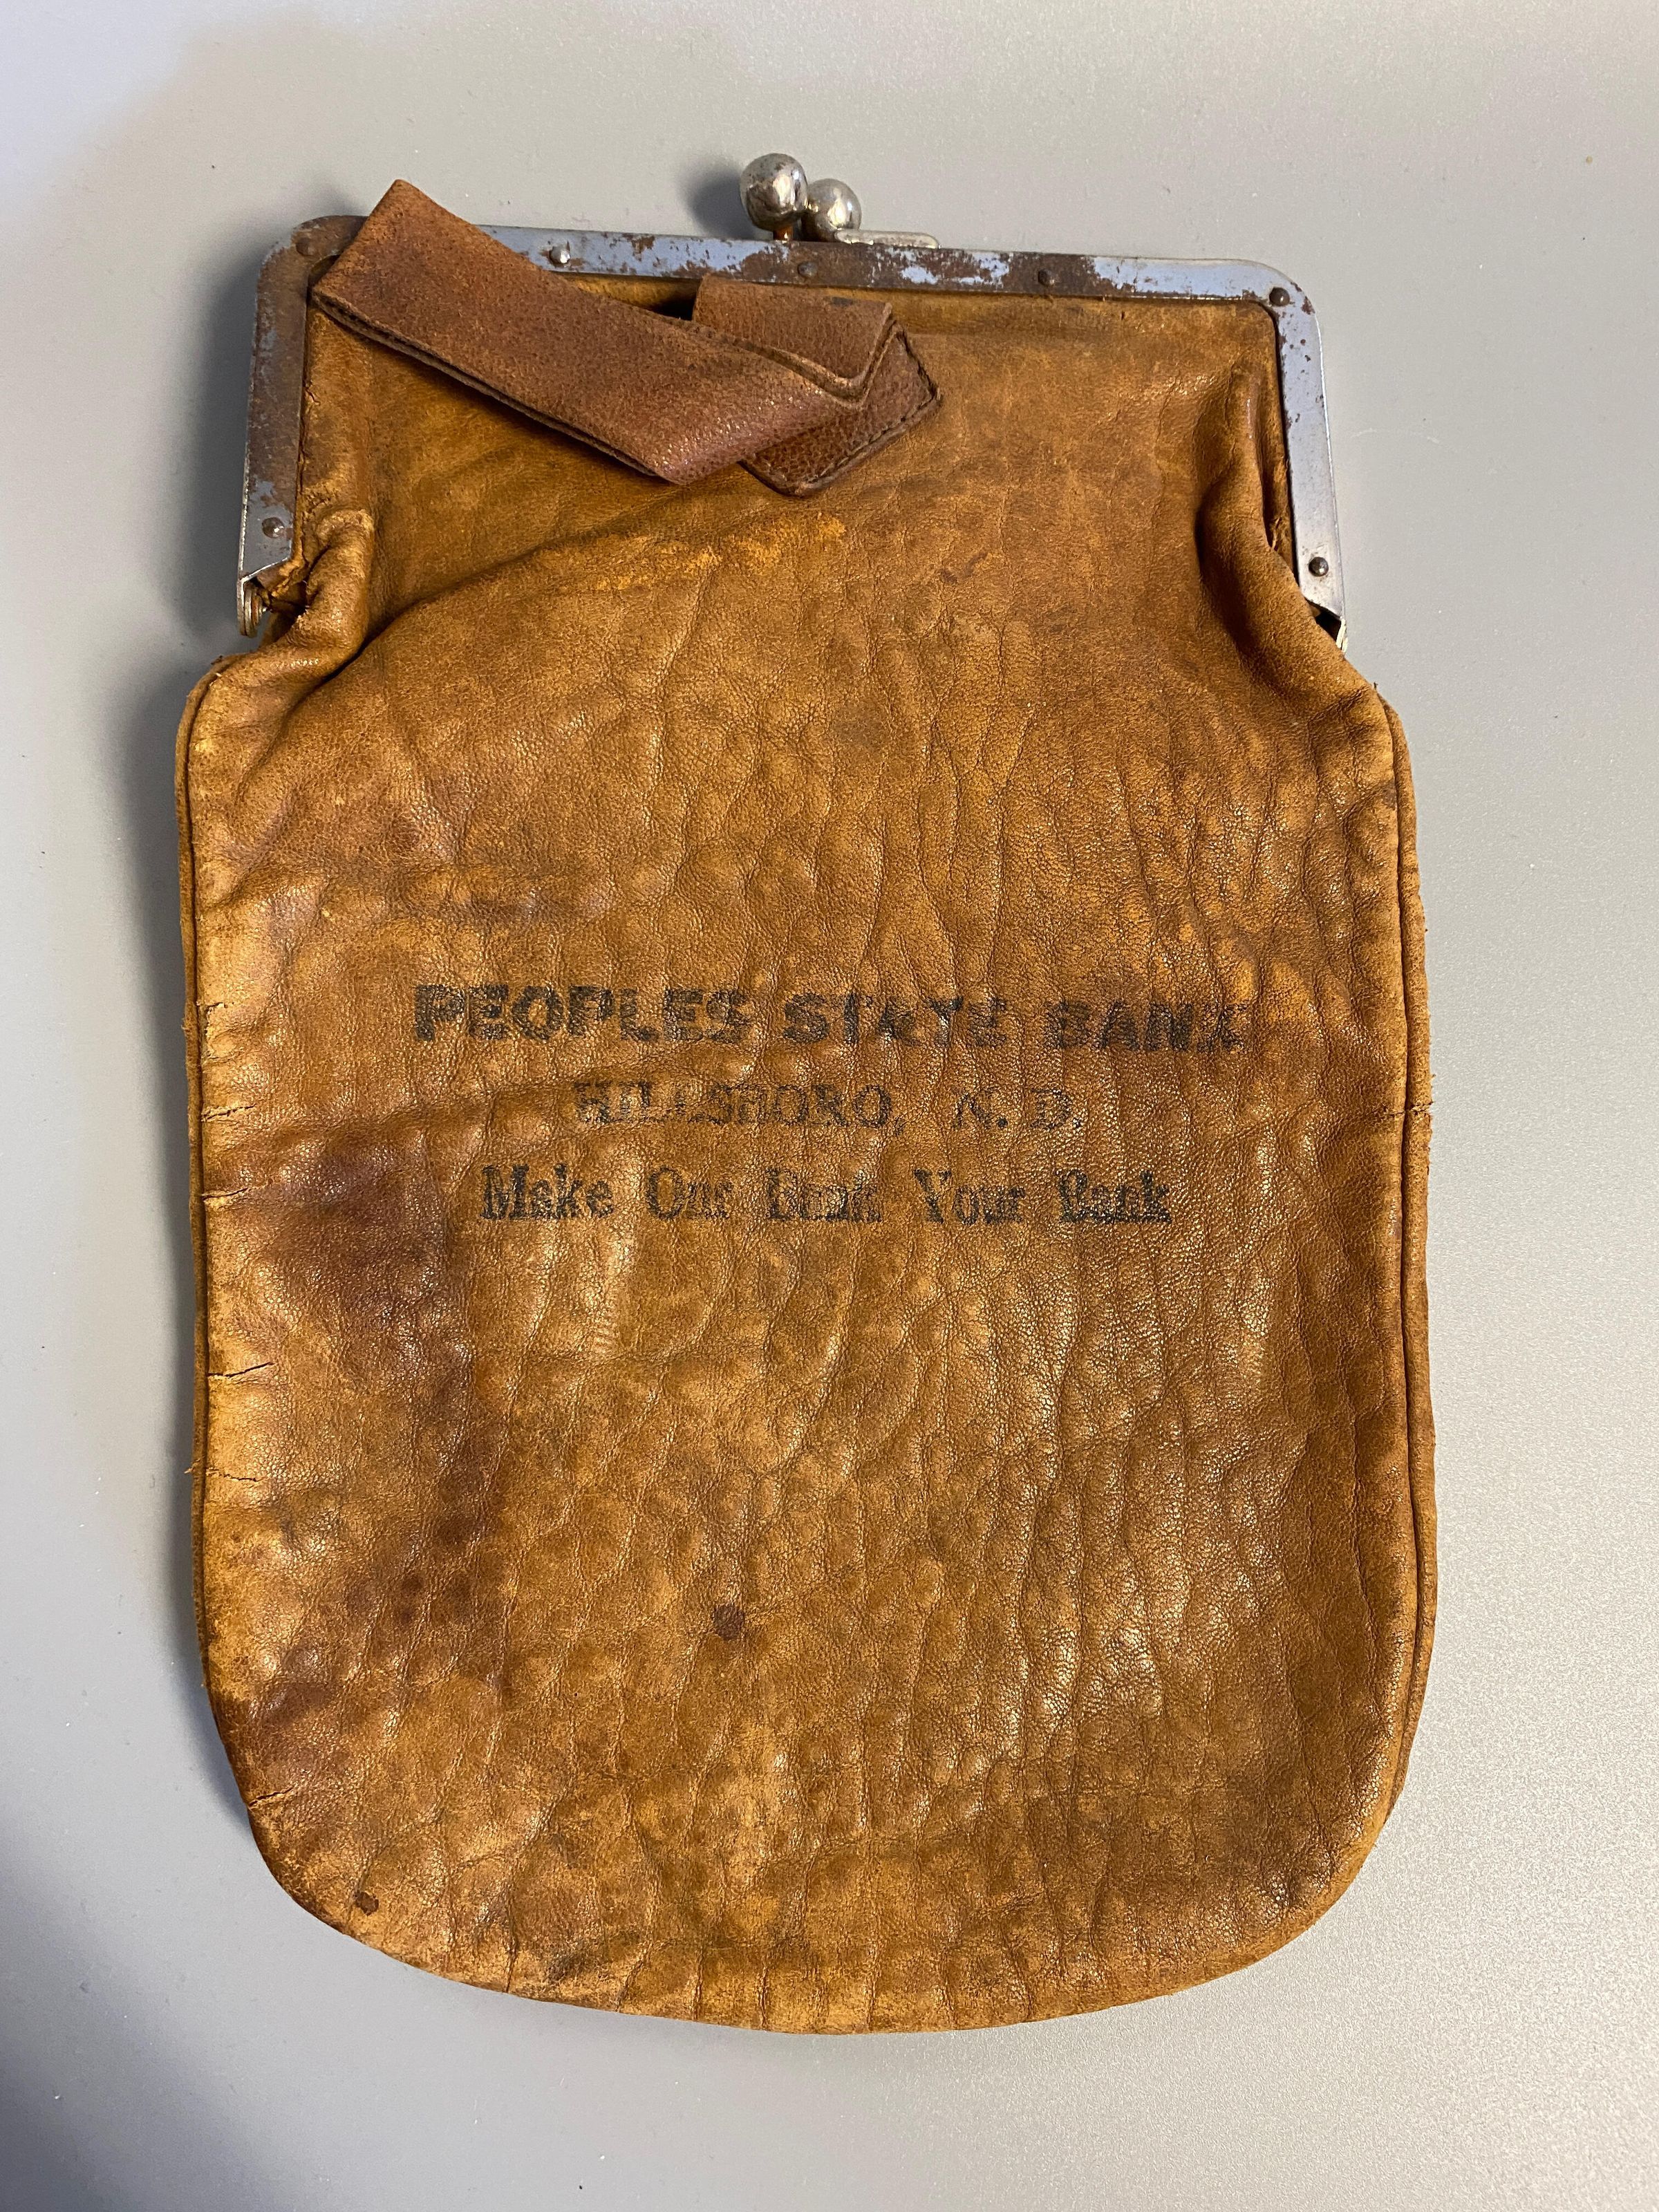 PEOPLES STATE BANK
HILLSBORO, N. D.
Make Our Bank Your Bank